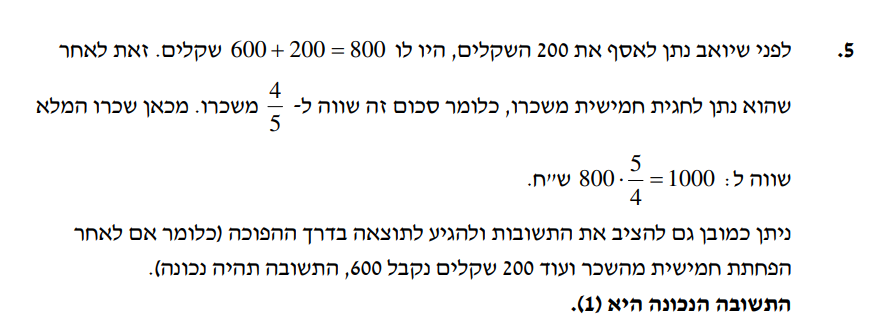 5. לפני שיואב נתן לאסף את 200 השקלים, היו לו 600 + 200 = 800 שקלים. זאת לאחר
שהוא נתן לחגית חמישית משכרו, כלומר סכום זה שווה ל- 4/5 משכרו. מכאן שכרו המלא
שווה ל: 800 · 5/4 = 1000 ש״ח.
ניתן כמובן גם להציב את התשובות ולהגיע לתוצאה בדרך ההפוכה (כלומר אם לאחר
הפחתת חמישית מהשכר ועוד 200 שקלים נקבל 600, התשובה תהיה נכונה).
התשובה הנכונה היא (1).